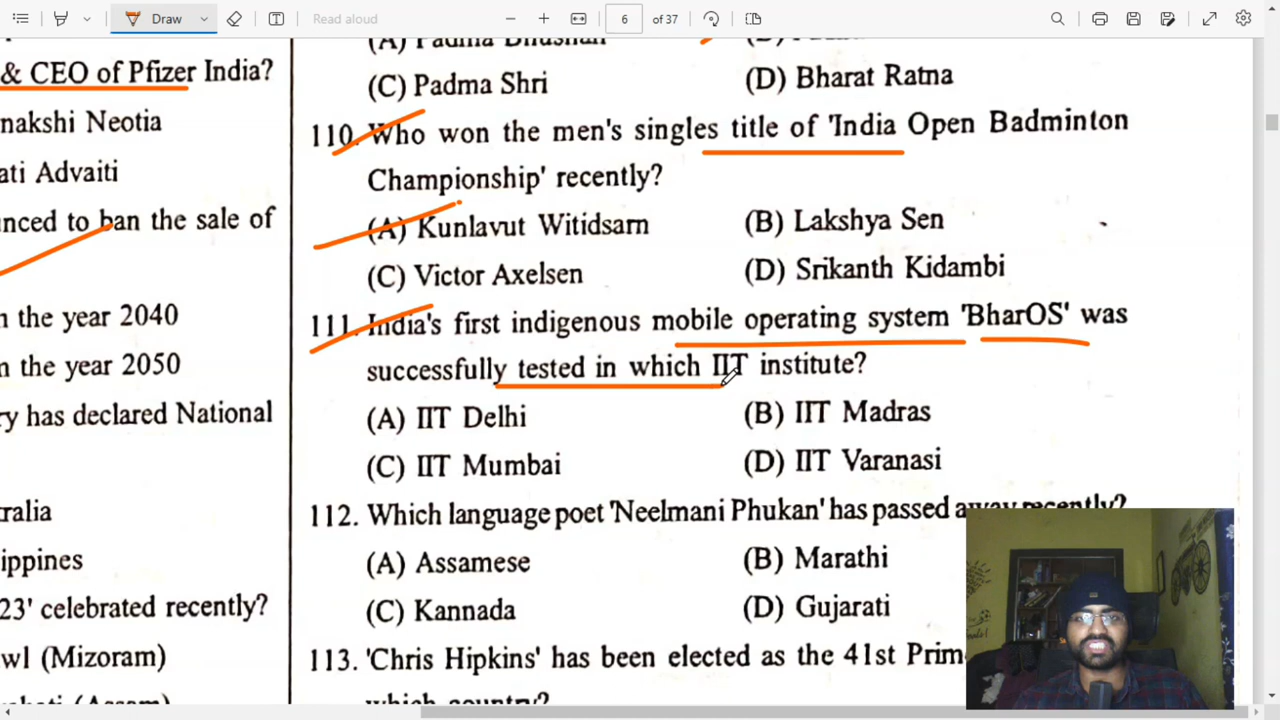 Read aloud
Draw
6
of 37
& CEO of Pfizer India?
nakshi Neotia
ati Advaiti
nced to ban the sale of
n the year 2040
n the year 2050
ry has declared National
ralia
ippines
23' celebrated recently?
wl (Mizoram)
(A) Padma Bhushan
(C) Padma Shri
(D) Bharat Ratna
110. Who won the men's singles title of 'India Open Badminton
Championship' recently?
(A) Kunlavut Witidsarn
(B) Lakshya Sen
(C) Victor Axelsen
(D) Srikanth Kidambi
111. India's first indigenous mobile operating system 'BharOS' was
successfully tested in which IIT institute?
(A) IIT Delhi
(B) IIT Madras
(C) IIT Mumbai
(D) IIT Varanasi
112. Which language poet 'Neelmani Phukan' has passed away recently?
(A) Assamese
(B) Marathi
(C) Kannada
(D) Gujarati
113. 'Chris Hipkins' has been elected as the 41st Prim
which country?